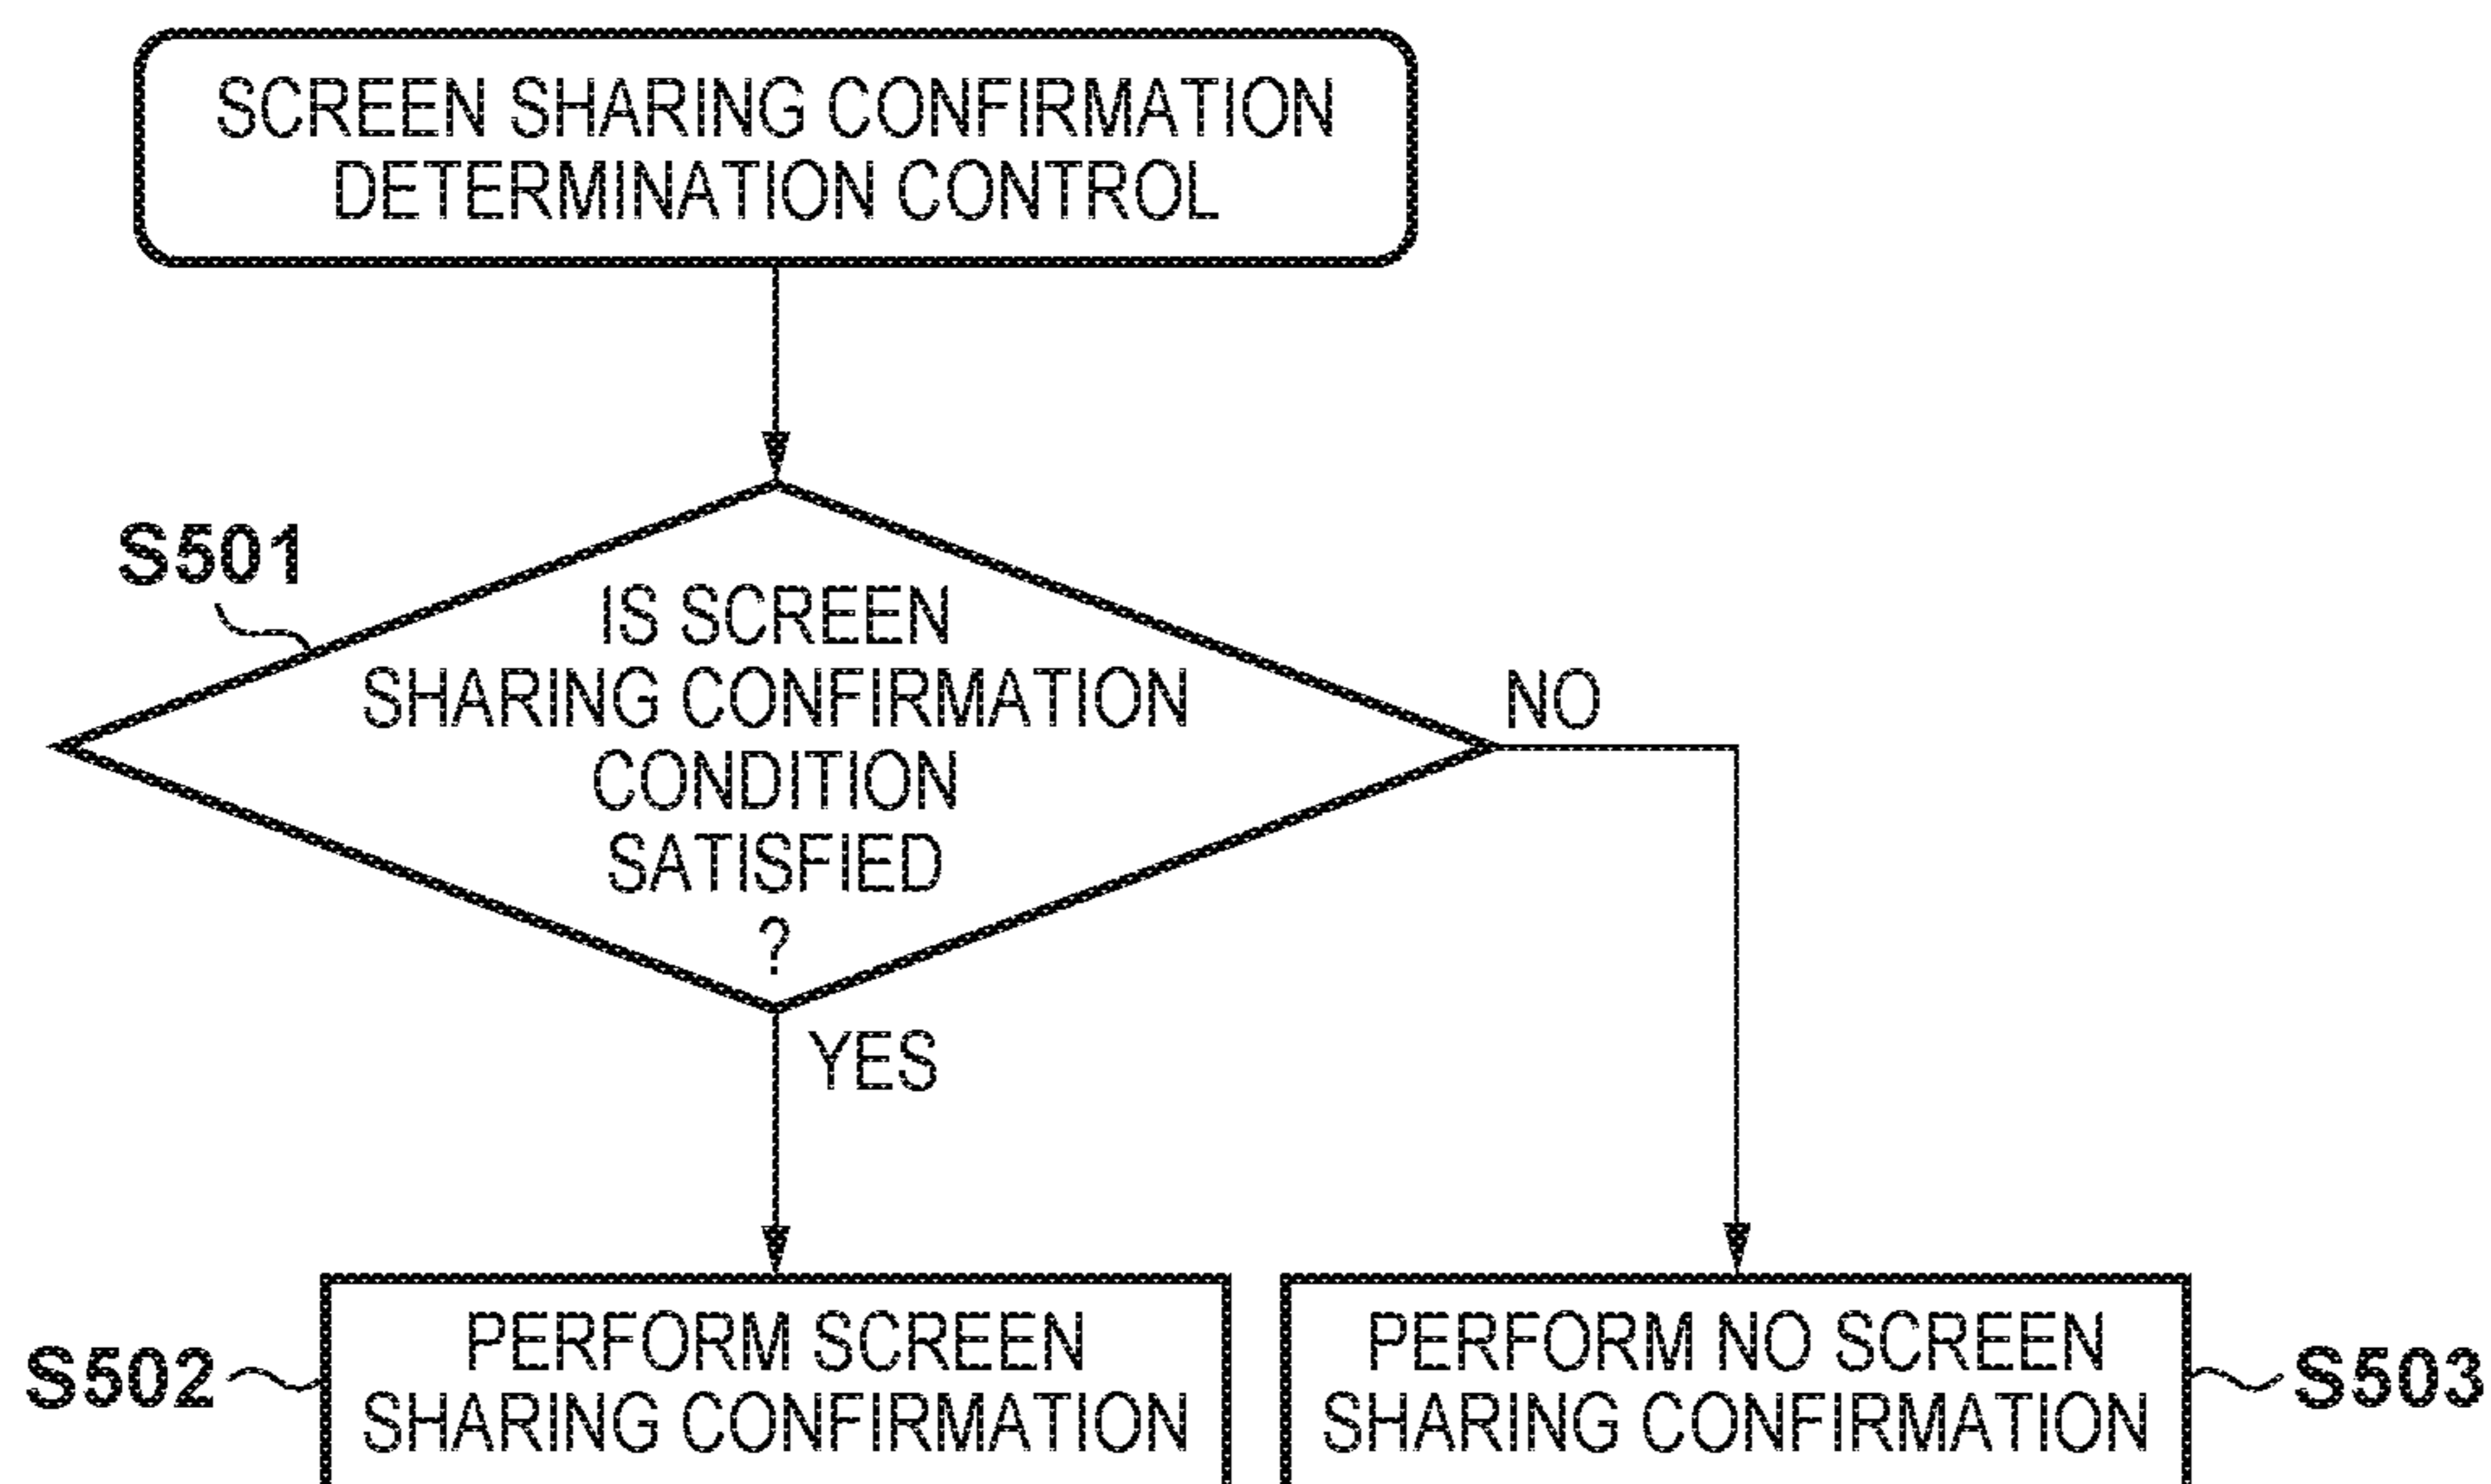 SCREEN SHARING CONFIRMATION
DETERMINATION CONTROL
S501
IS SCREEN
SHARING CONFIRMATION
CONDITION
SATISFIED
?
NO
YES
S502
PERFORM SCREEN
SHARING CONFIRMATION
PERFORM NO SCREEN
SHARING CONFIRMATION
S503